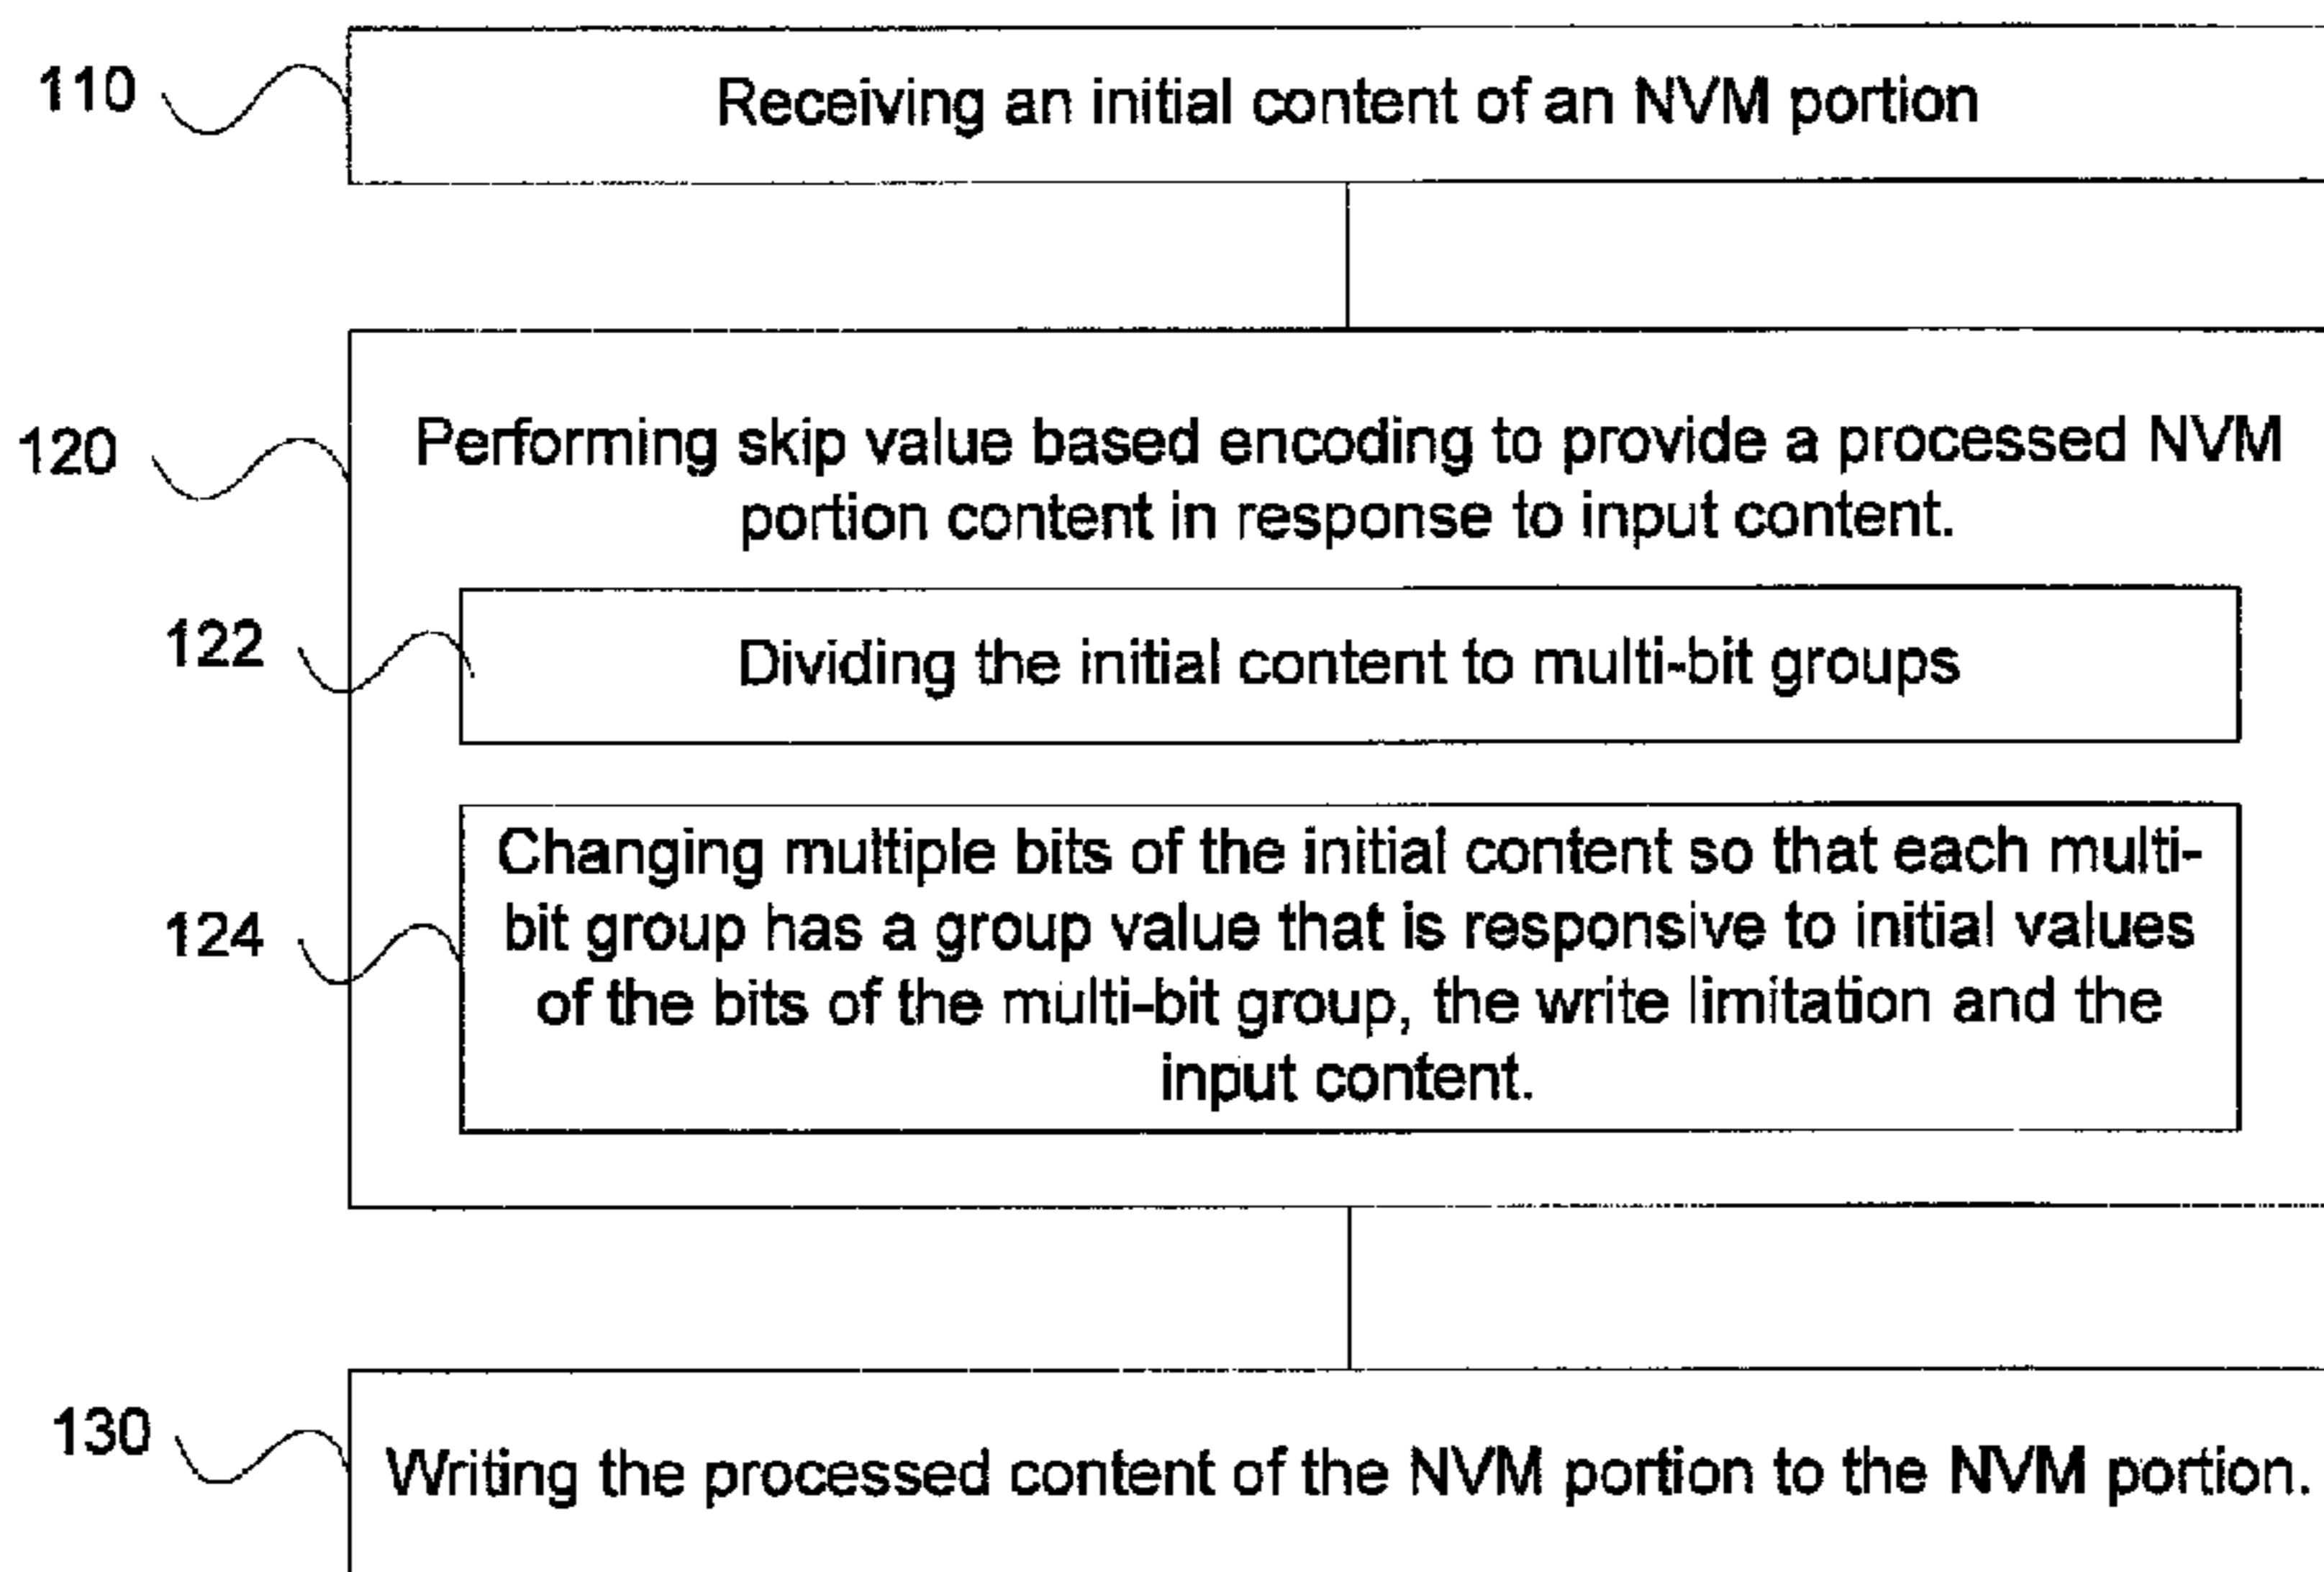 110
Receiving an initial content of an NVM portion
120
Performing skip value based encoding to provide a processed NVM
portion content in response to input content.
122
Dividing the initial content to multi-bit groups
124
Changing multiple bits of the initial content so that each multi-
bit group has a group value that is responsive to initial values
of the bits of the multi-bit group, the write limitation and the
input content.
130
Writing the processed content of the NVM portion to the NVM portion.